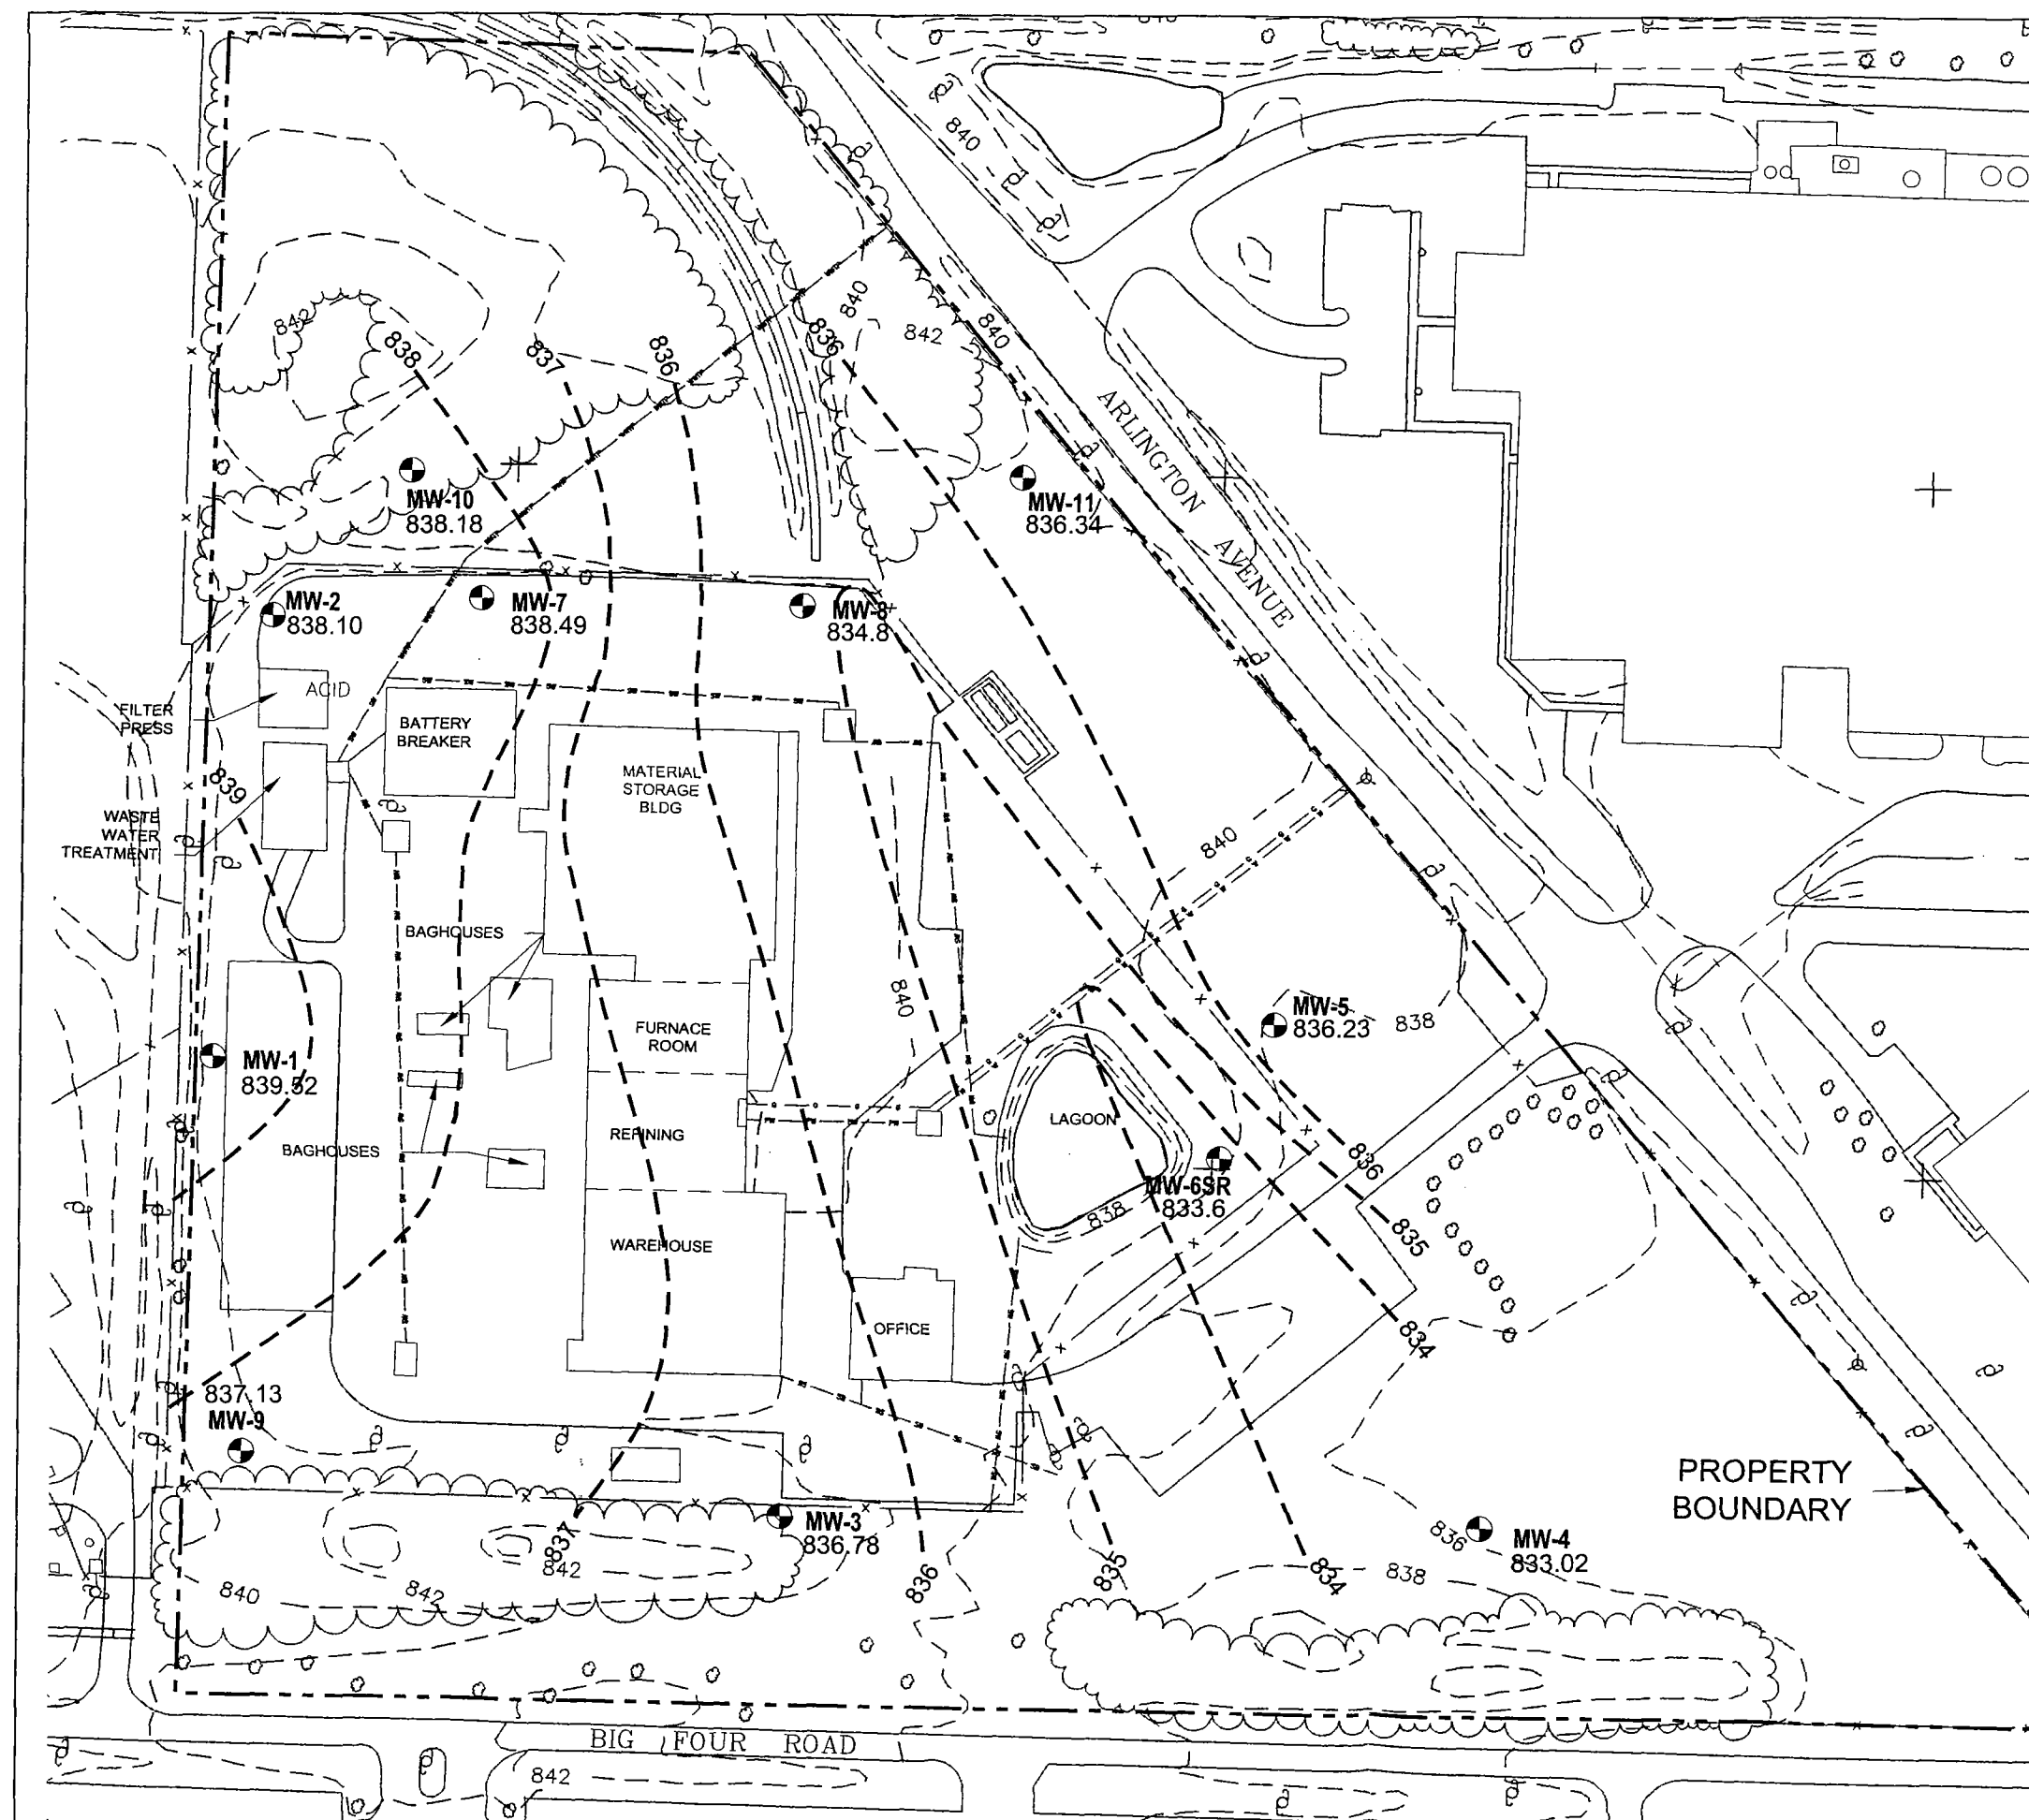 840
842
838
837
836
836
840
842
840
ARLINGTON
AVENUE
MW-10
838.18
MW-11
836.34
MW-2
838.10
MW-7
838.49
MW-8
834.8
FILTER
PRESS
ACID
BATTERY
BREAKER
MATERIAL
STORAGE
BLDG
839
WASTE
WATER
TREATMENT
840
BAGHOUSES
840
FURNACE
ROOM
MW-5
836.23
838
MW-1
839.52
LAGOON
REFINING
BAGHOUSES
836
MW-6SR
833.6
838
835
WAREHOUSE
OFFICE
834
837.13
MW-9
PROPERTY
BOUNDARY
MW-3
836.78
837
842
836
835
834
838
836
MW-4
833.02
840
842
BIG FOUR ROAD
842